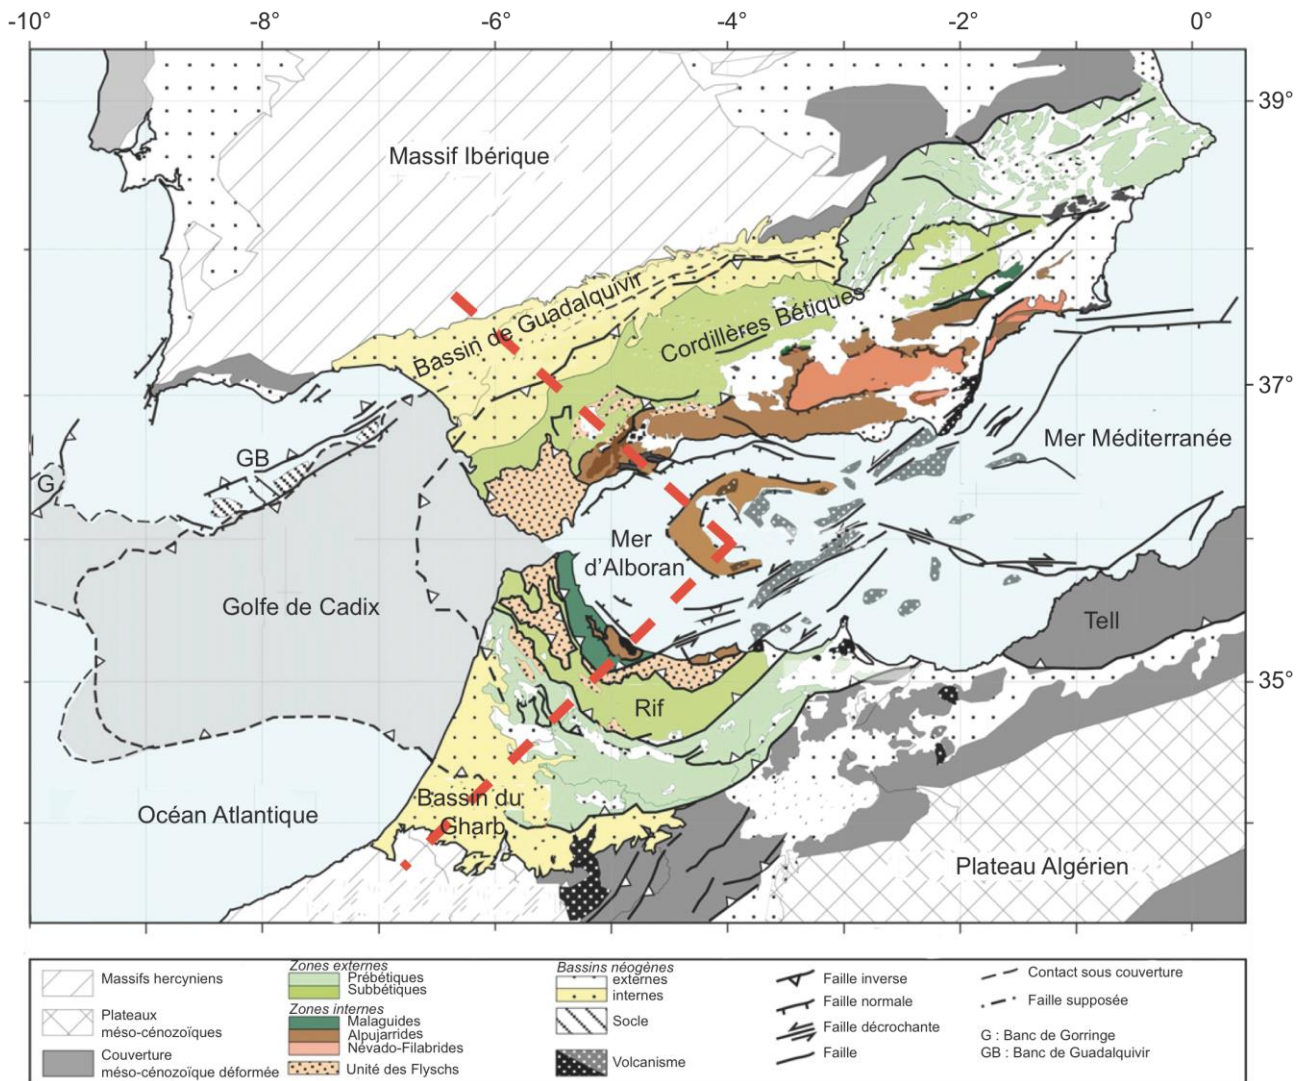 -10°
-8°
-6°
-4°
-2°
0°
39°
Massif Ibérique
Bassin de Guadalquivir
Cordillères Bétiques
37°
GB
Mer Méditerranée
G
Mer
d'Alboran
Golfe de Cadix
Tell
35°
Rif
Océan Atlantique
Bassin du
Gharb
Plateau Algérien
Massifs hercyniens
Plateaux
méso-cénozoïques
Couverture
méso-cénozoïque déformée
Zones externes
Prébétiques
Subbétiques
Zones internes
Malaguides
Alpujarrides
Névado-Filabrides
Unité des Flyschs
Bassins néogènes
externes
internes
Socle
Volcanisme
Faille inverse
Faille normale
Faille décrochante
Faille
Contact sous couverture
Faille supposée
G : Banc de Gorringe
GB : Banc de Guadalquivir